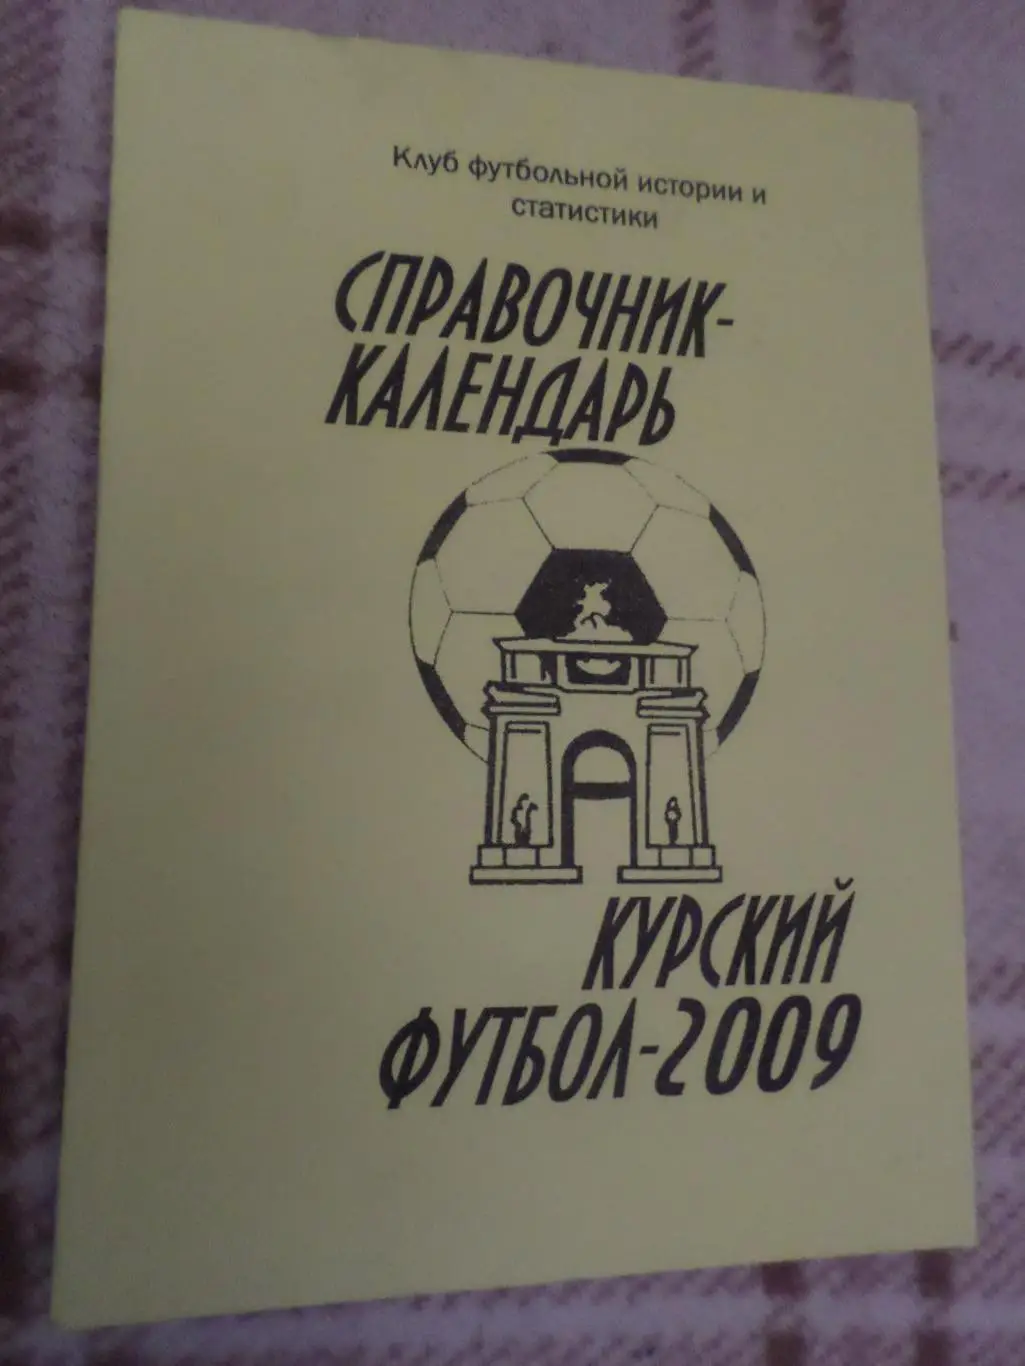 Клуб футбольной истории и
статистики
СПРАВОЧНИК-
КАЛЕНДАРЬ
КУРСКИЙ
ФУТБОЛ-2009